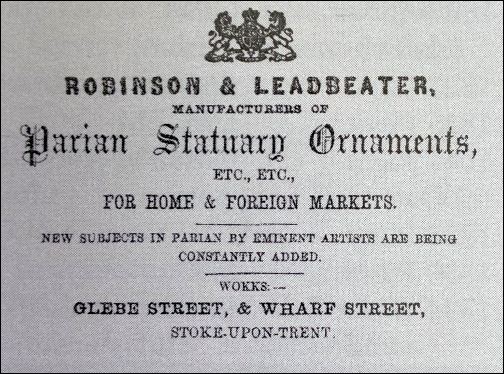 ROBINSON & LEADBEATER,
MANUFACTURERS OF
Parian Statuary Ornaments,
ETC., ETC.,
FOR HOME & FOREIGN MARKETS.
NEW SUBJECTS IN PARIAN BY EMINENT ARTISTS ARE BEING
CONSTANTLY ADDED.
WOKKS:—
GLEBE STREET, & WHARF STREET,
STOKE-UPON-TRENT.